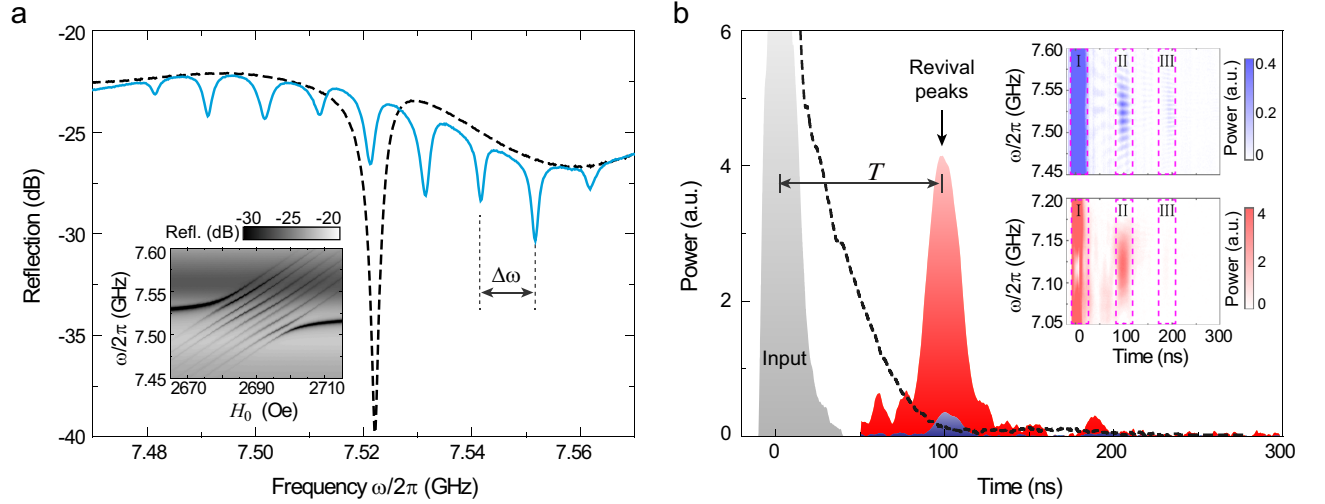 a
-20
-25
-30
-35
-40
Reflection (dB)
7.48
7.50
7.52
7.54
7.56
Frequency ω/2π (GHz)
Δω
Refl. (dB)
-30 -25 -20
7.60
7.55
7.50
7.45
ω/2π (GHz)
2670 2690 2710
H₀ (Oe)
b
6
4
2
0
Power (a.u.)
0 100 200 300
Time (ns)
Input
T
Revival
peaks
7.60
7.55
7.50
7.45
ω/2π (GHz)
I II III
0.4
0.2
0
Power (a.u.)
7.20
7.15
7.10
7.05
ω/2π (GHz)
I II III
4
2
0
Power (a.u.)
0 100 200 300
Time (ns)